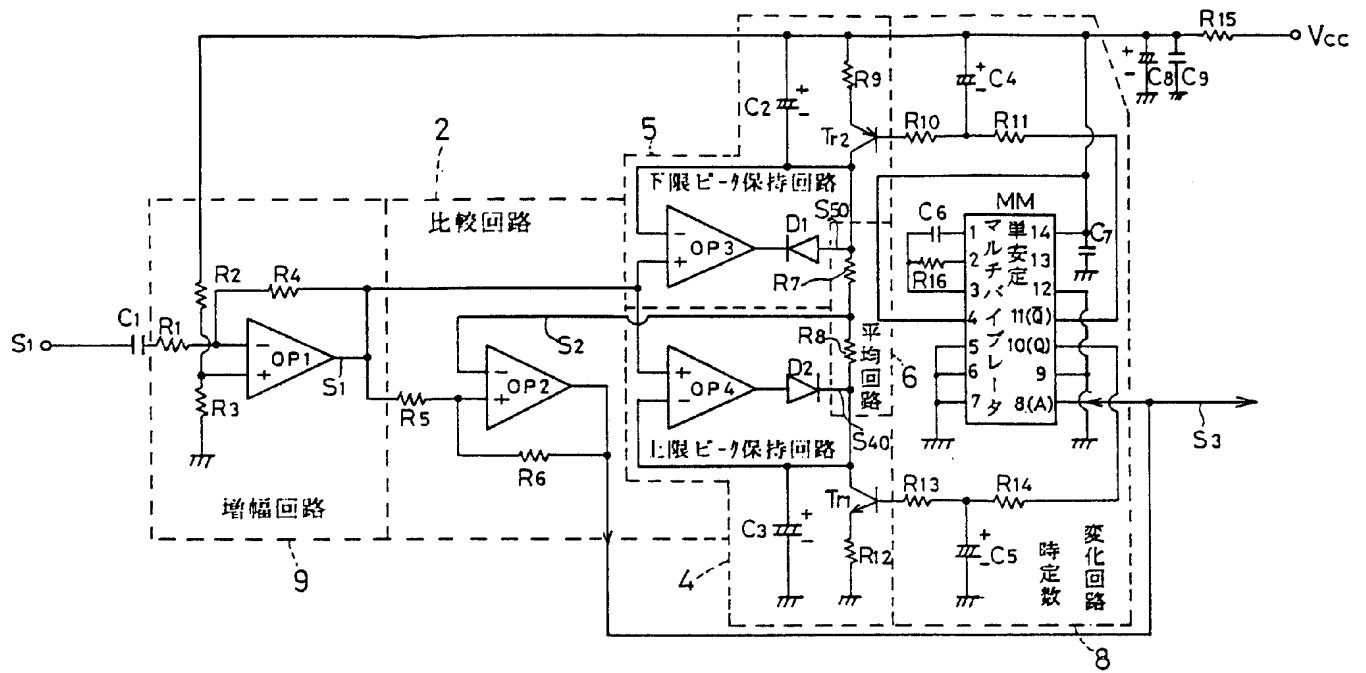 R15
Vcc
C8
C9
R9
C4
C2
R10
R11
Tr2
5
2
下限ピーク保持回路
MM
比較回路
S50
D1
C6
マルチバイブレータ
単安定
1
14
C7
OP3
2
13
R16
R2
R4
R7
3
12
C1
R1
4
11(Q̄)
S1
OP1
S1
S2
R8
平均回路
5
10(Q)
OP2
OP4
D2
6
6
9
R3
R5
7
8(A)
S40
S3
上限ピーク保持回路
R6
R13
R14
Tr1
増幅回路
C3
C5
変化回路
時定数
R12
9
4
8